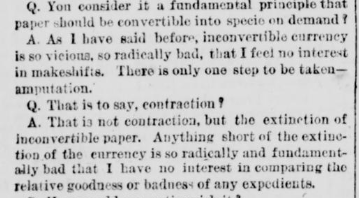 Q. You consider it a fundamental principle that
paper should be convertible into specie on demand?
A. As I have said before, inconvertible currency
is so vicious, so radically bad, that I feel no interest
in makeshifts. There is only one step to be taken—
amputation.
Q. That is to say, contraction?
A. That is not contraction, but the extinction of
inconvertible paper. Anything short of the extinc-
tion of the currency is so radically and fundament-
ally bad that I have no interest in comparing the
relative goodness or badness of any expedients.